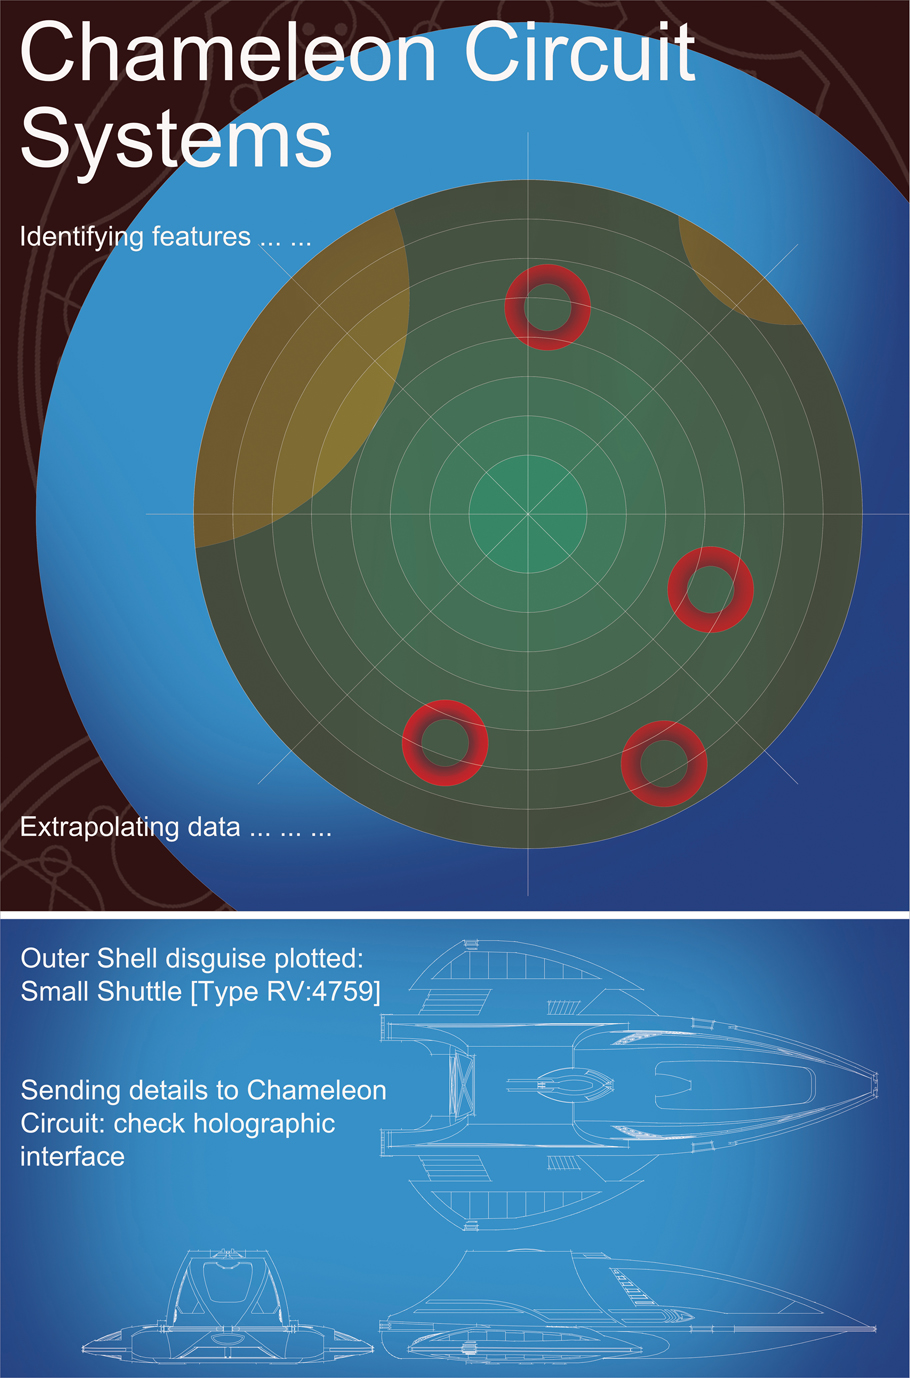 Chameleon Circuit
Systems
Identifying features ... ...
Extrapolating data ... ... ...
Outer Shell disguise plotted:
Small Shuttle [Type RV:4759]
Sending details to Chameleon
Circuit: check holographic
interface